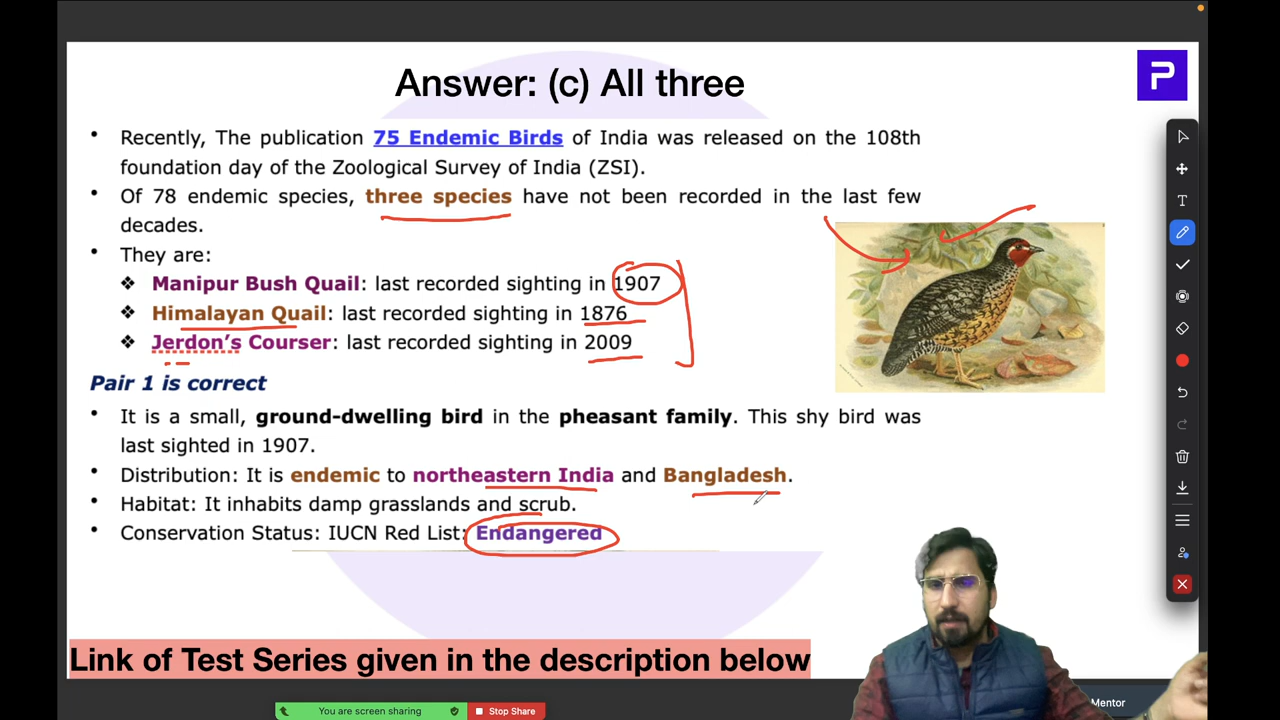 Answer: (c) All three
P
• Recently, The publication 75 Endemic Birds of India was released on the 108th
foundation day of the Zoological Survey of India (ZSI).
• Of 78 endemic species, three species have not been recorded in the last few
decades.
• They are:
❖ Manipur Bush Quail: last recorded sighting in 1907
❖ Himalayan Quail: last recorded sighting in 1876
❖ Jerdon’s Courser: last recorded sighting in 2009
Pair 1 is correct
• It is a small, ground-dwelling bird in the pheasant family. This shy bird was
last sighted in 1907.
• Distribution: It is endemic to northeastern India and Bangladesh.
• Habitat: It inhabits damp grasslands and scrub.
• Conservation Status: IUCN Red List: Endangered
Link of Test Series given in the description below
T
You are screen sharing
Stop Share
Mentor